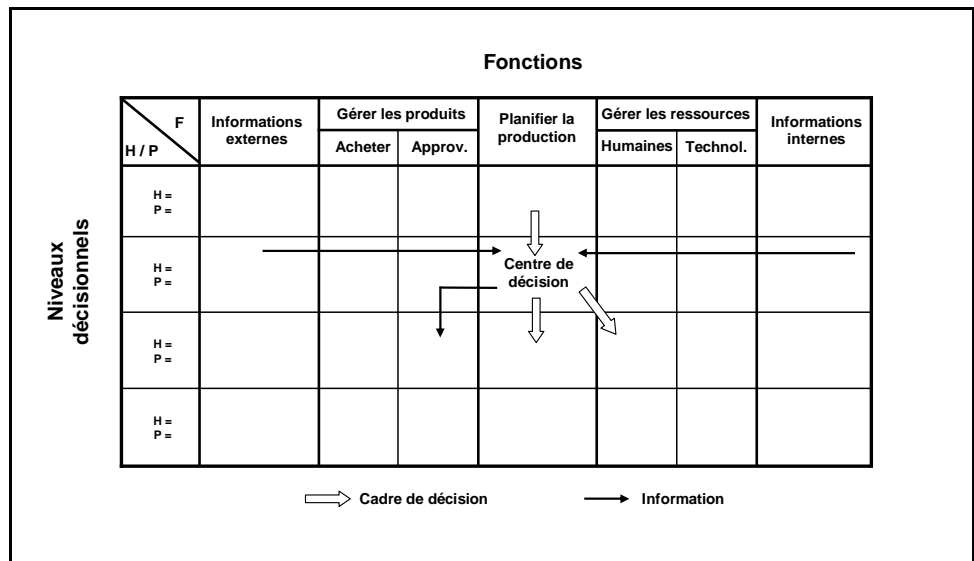 Fonctions
F
H / P
Informations
externes
Gérer les produits
Acheter
Approv.
Planifier la
production
Gérer les ressources
Humaines
Technol.
Informations
internes
Niveaux
décisionnels
H =
P =
H =
P =
Centre de
décision
H =
P =
H =
P =
Cadre de décision
Information